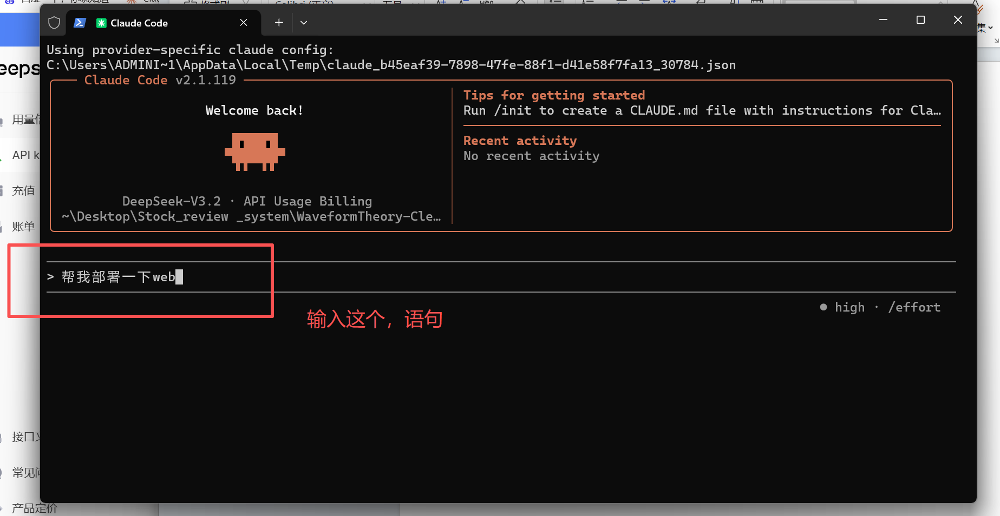 Claude Code
Using provider-specific claude config:
C:\Users\ADMINI~1\AppData\Local\Temp\claude_b45eaf39-7898-47fe-88f1-d41e58f7fa13_30784.json
Claude Code v2.1.119
Welcome back!
DeepSeek-V3.2 · API Usage Billing
~\Desktop\Stock_review _system\WaveformTheory-Cle…
Tips for getting started
Run /init to create a CLAUDE.md file with instructions for Cla…
Recent activity
No recent activity
> 帮我部署一下web
● high · /effort
输入这个，语句
eeps
用量信
API k
充值
账单
接口文
常见问
产品定价
集